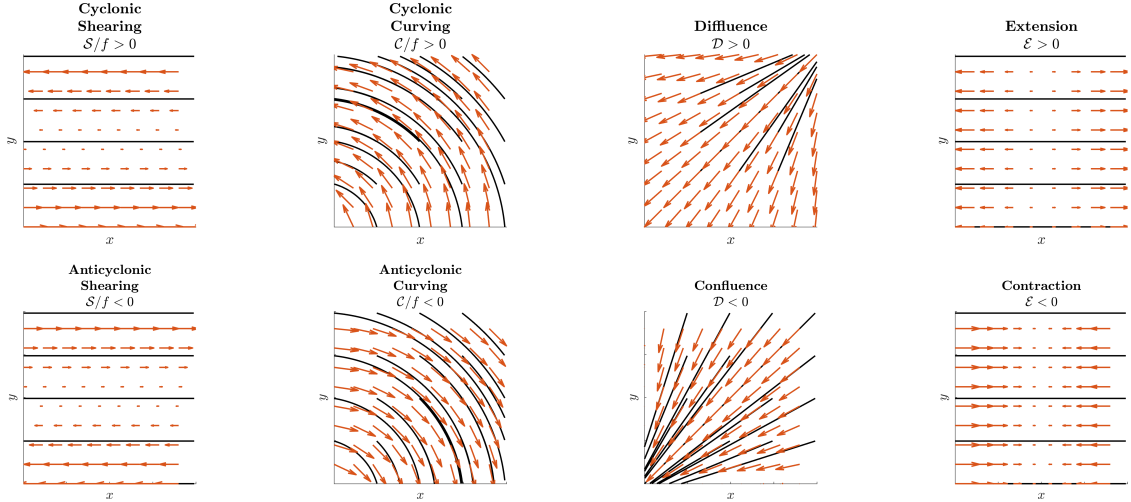 Cyclonic
Shearing
𝒮/f > 0
y
x
Cyclonic
Curving
𝒞/f > 0
y
x
Diffluence
𝒟 > 0
y
x
Extension
ℰ > 0
y
x
Anticyclonic
Shearing
𝒮/f < 0
y
x
Anticyclonic
Curving
𝒞/f < 0
y
x
Confluence
𝒟 < 0
y
x
Contraction
ℰ < 0
y
x